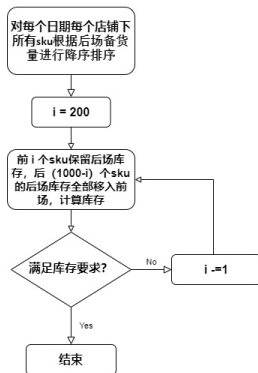 对每个日期每个店铺下
所有sku根据后场备货
量进行降序排序
i = 200
前 i 个sku保留后场库
存，后（1000-i）个sku
的后场库存全部移入前
场，计算库存
满足库存要求?
No
i -=1
Yes
结束